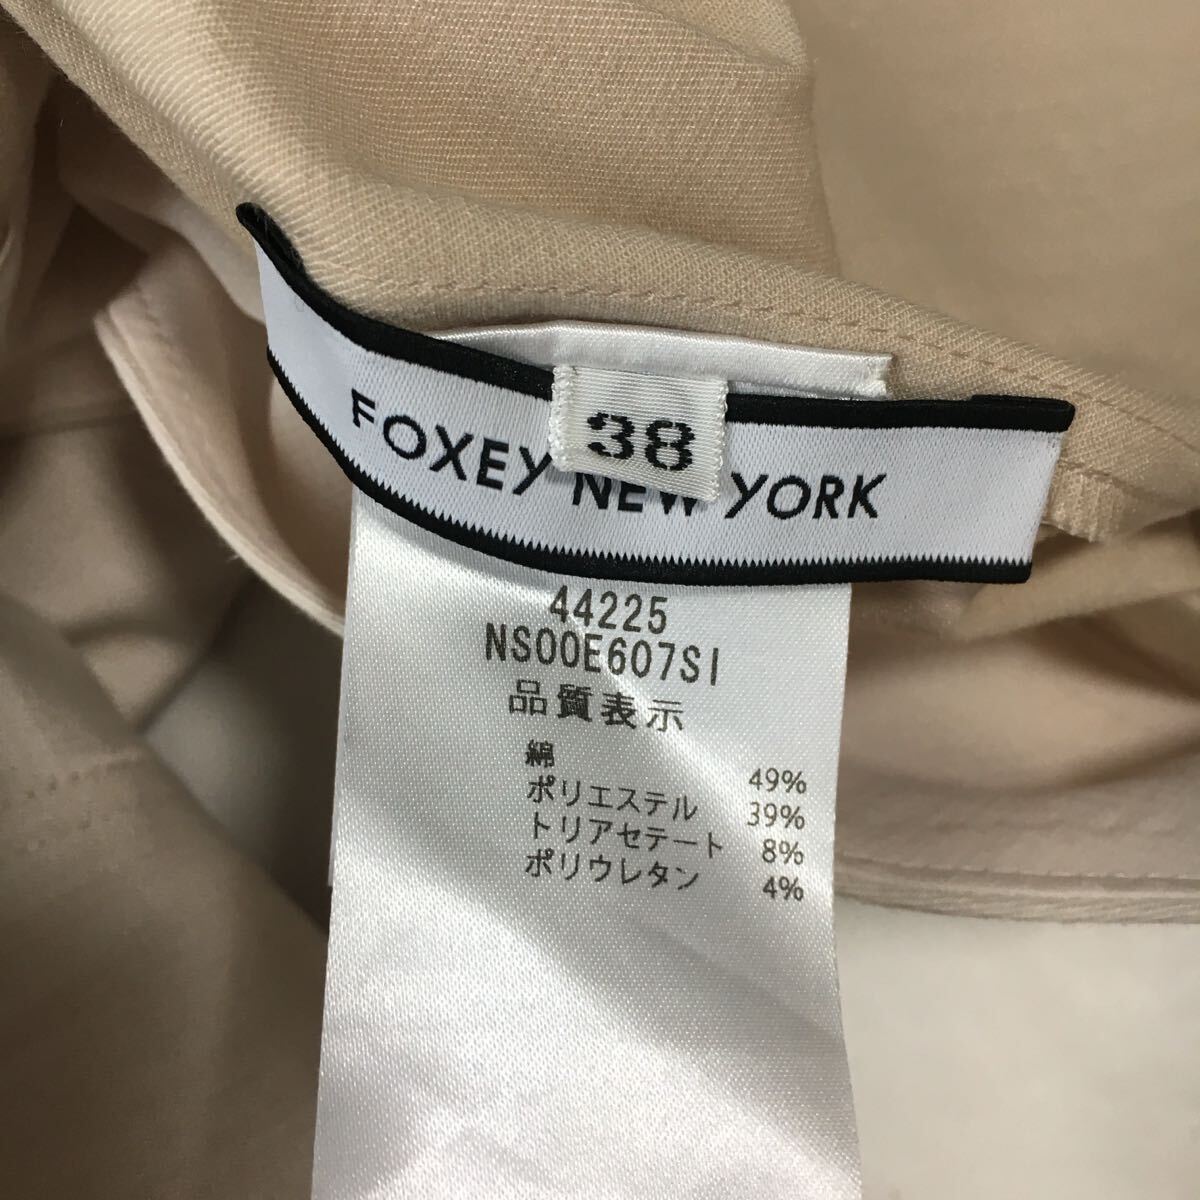 38
FOXEY NEW YORK
44225
NS00E607SI
品質表示
綿 49%
ポリエステル 39%
トリアセテート 8%
ポリウレタン 4%